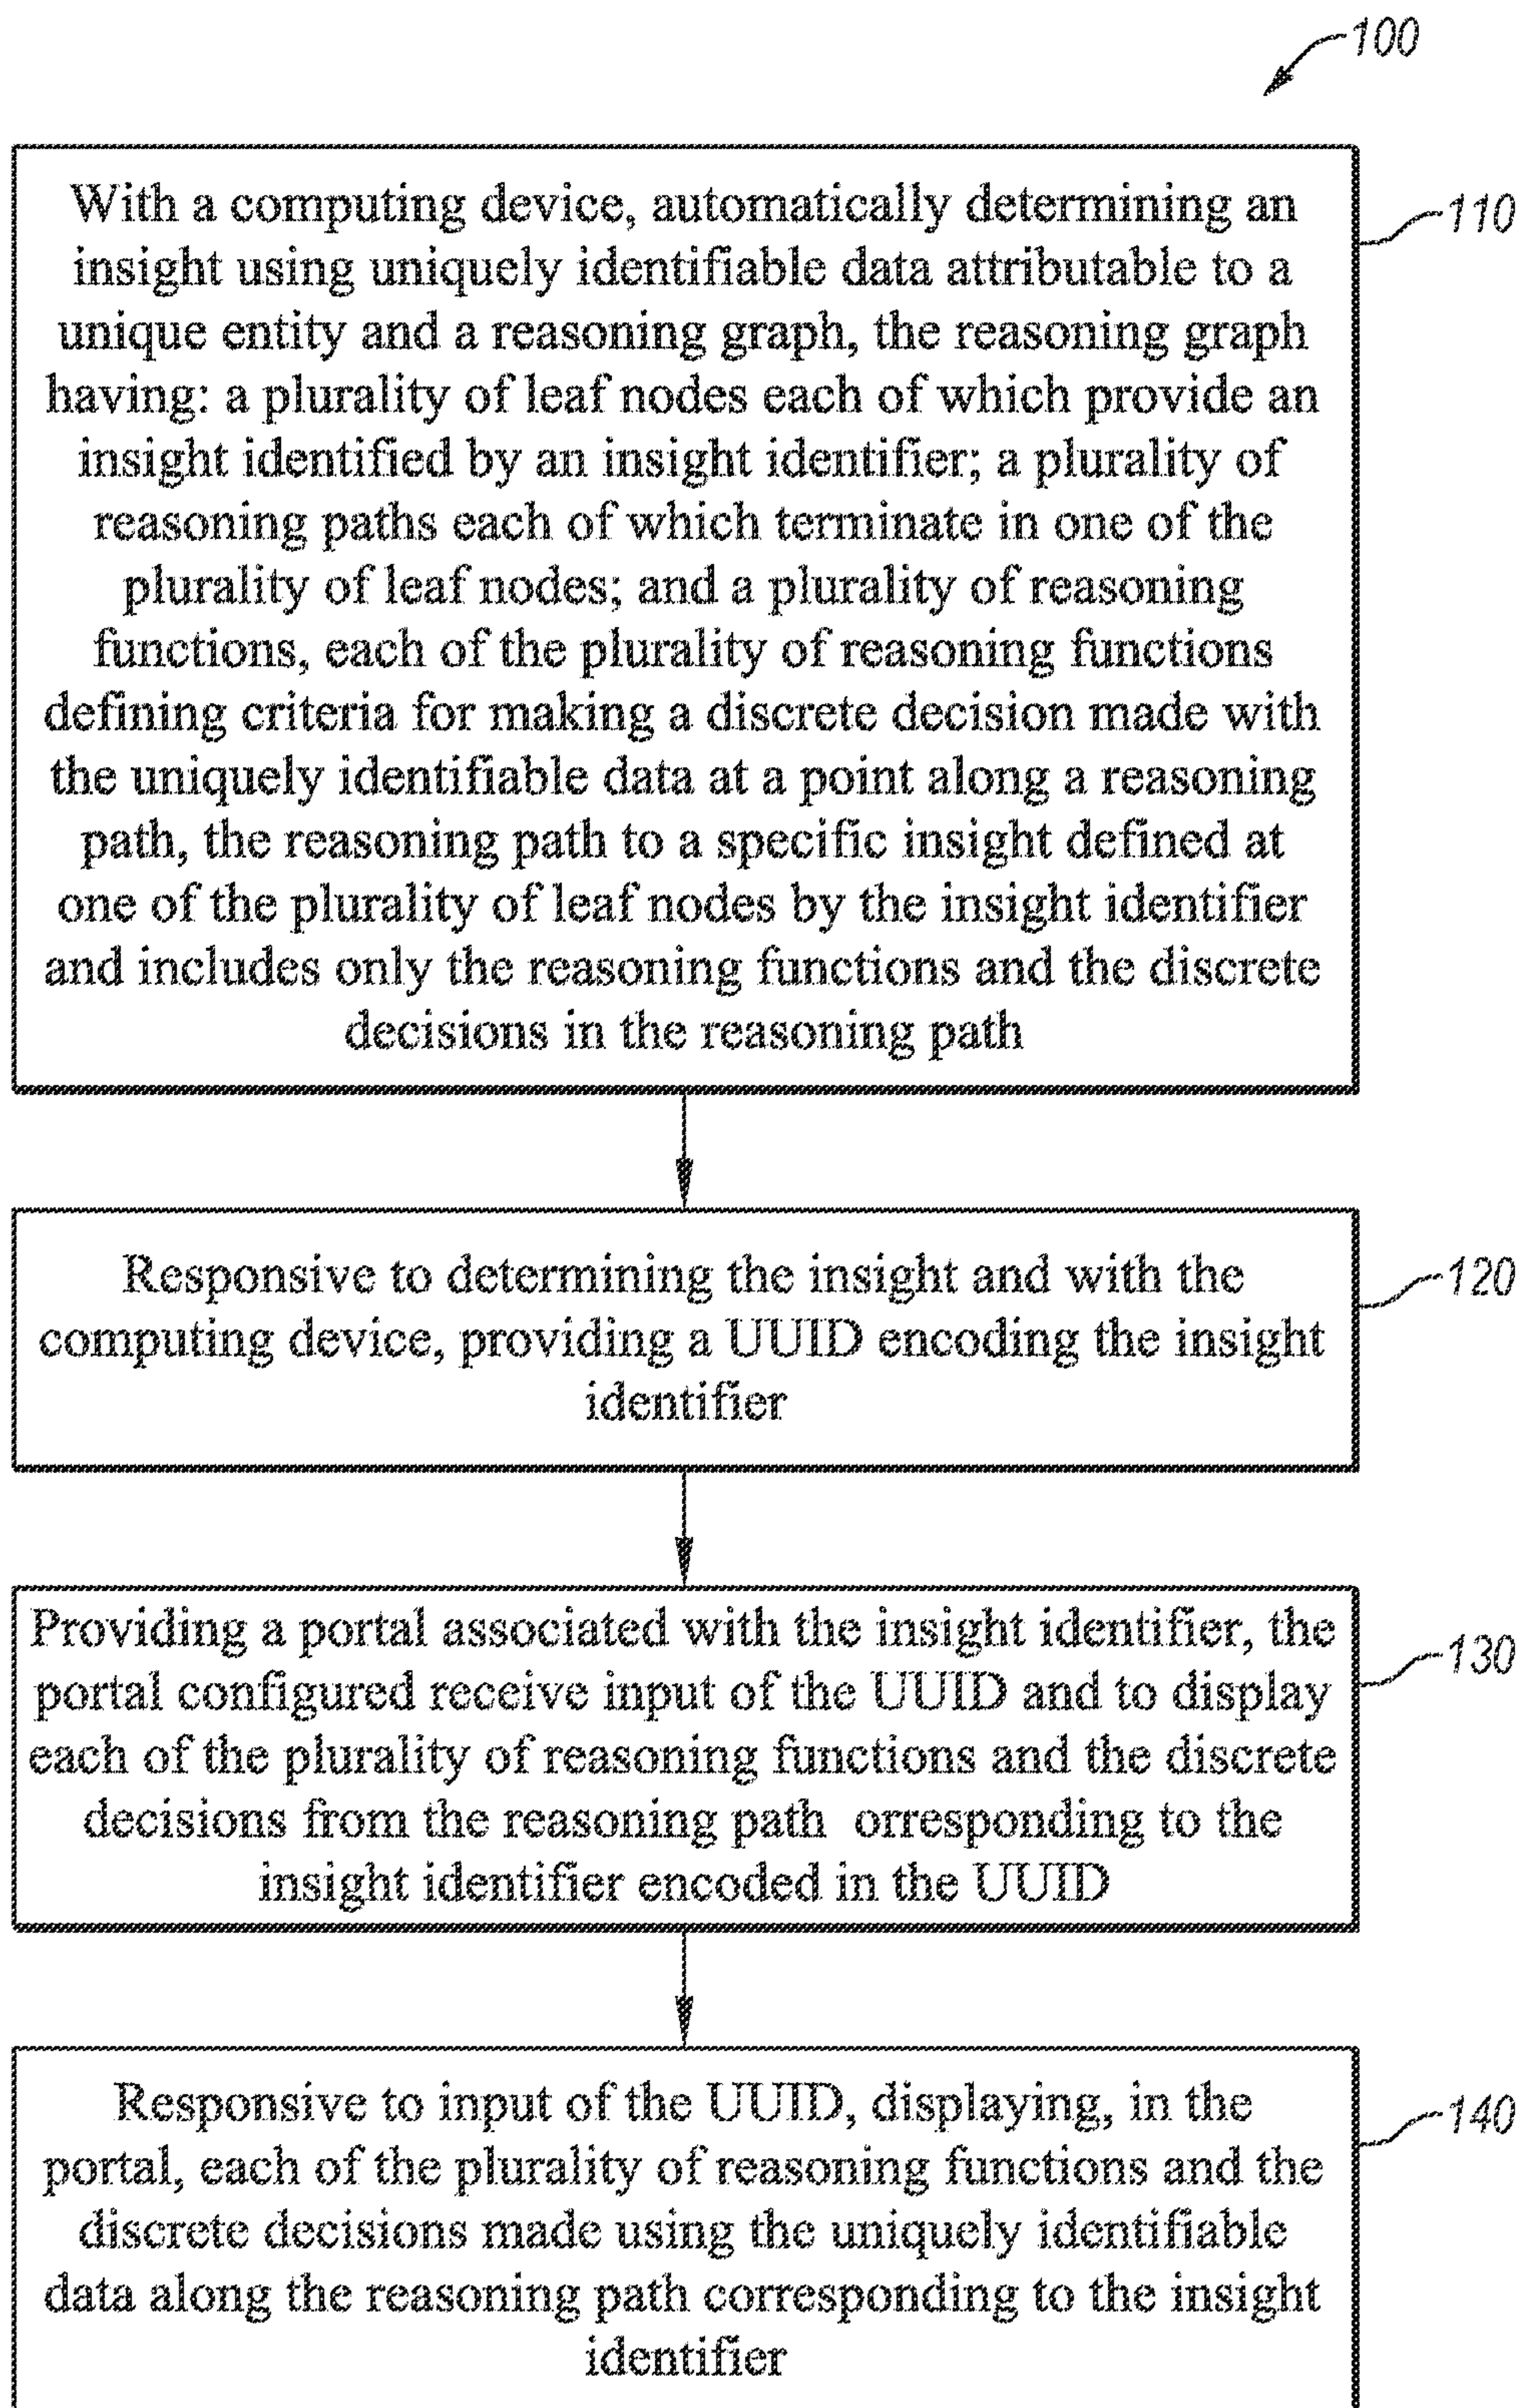 100
With a computing device, automatically determining an
insight using uniquely identifiable data attributable to a
unique entity and a reasoning graph, the reasoning graph
having: a plurality of leaf nodes each of which provide an
insight identified by an insight identifier; a plurality of
reasoning paths each of which terminate in one of the
plurality of leaf nodes; and a plurality of reasoning
functions, each of the plurality of reasoning functions
defining criteria for making a discrete decision made with
the uniquely identifiable data at a point along a reasoning
path, the reasoning path to a specific insight defined at
one of the plurality of leaf nodes by the insight identifier
and includes only the reasoning functions and the discrete
decisions in the reasoning path
110
Responsive to determining the insight and with the
computing device, providing a UUID encoding the insight
identifier
120
Providing a portal associated with the insight identifier, the
portal configured receive input of the UUID and to display
each of the plurality of reasoning functions and the discrete
decisions from the reasoning path orresponding to the
insight identifier encoded in the UUID
130
Responsive to input of the UUID, displaying, in the
portal, each of the plurality of reasoning functions and the
discrete decisions made using the uniquely identifiable
data along the reasoning path corresponding to the insight
identifier
140